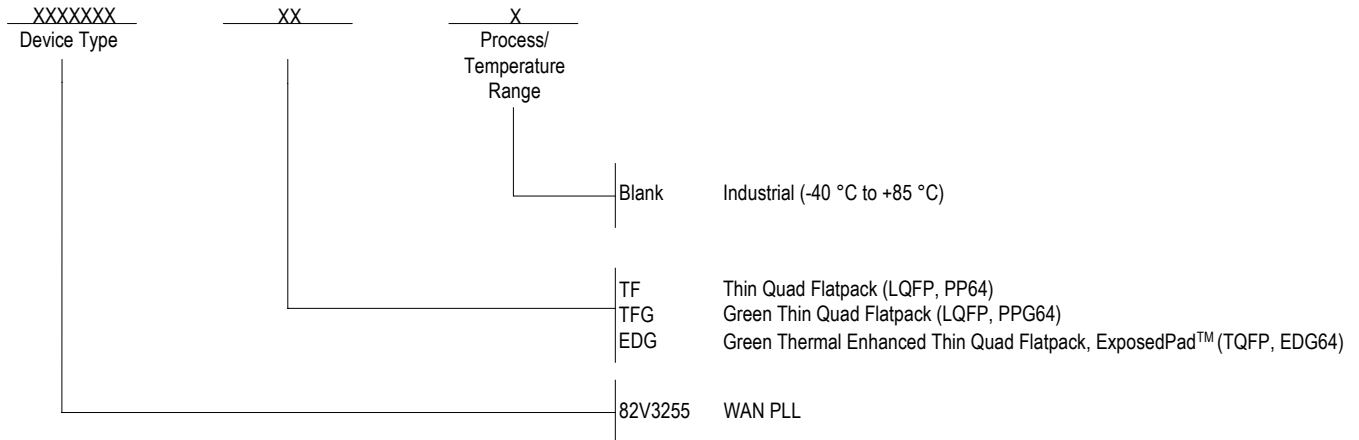 XXXXXXX XX X
Device Type
Process/
Temperature
Range
Blank Industrial (-40 °C to +85 °C)
TF Thin Quad Flatpack (LQFP, PP64)
TFG Green Thin Quad Flatpack (LQFP, PPG64)
EDG Green Thermal Enhanced Thin Quad Flatpack, ExposedPad™ (TQFP, EDG64)
82V3255 WAN PLL